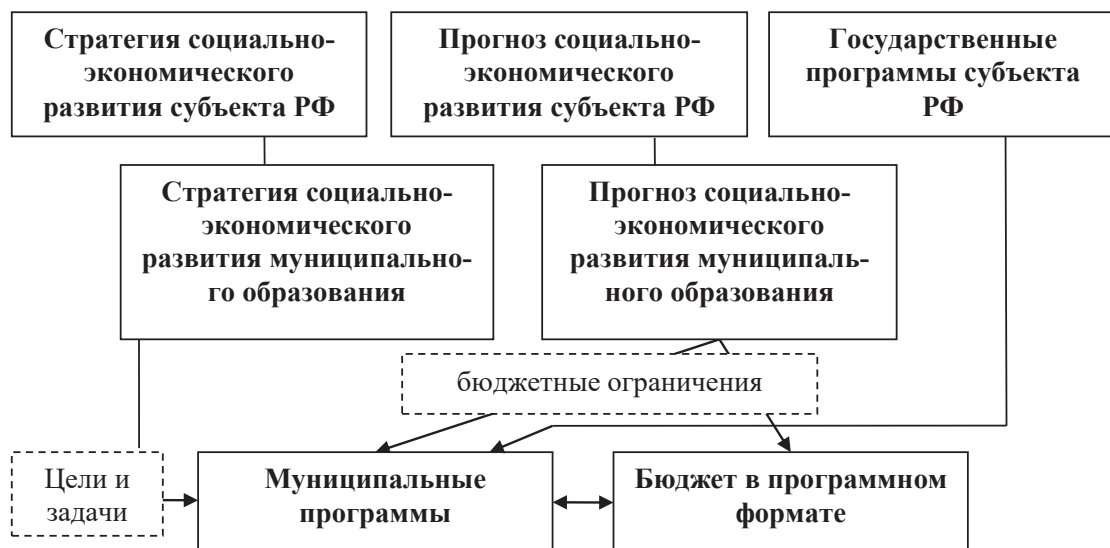 Стратегия социально-
экономического
развития субъекта РФ
Прогноз социально-
экономического
развития субъекта РФ
Государственные
программы субъекта
РФ
Стратегия социально-
экономического
развития муниципально-
го образования
Прогноз социально-
экономического
развития муниципаль-
ного образования
бюджетные ограничения
Цели и
задачи
Муниципальные
программы
Бюджет в программном
формате